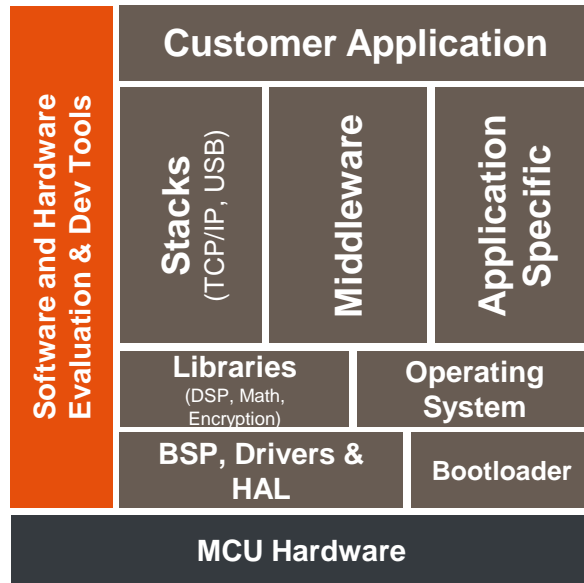 Customer Application
Software and Hardware
Evaluation & Dev Tools
Stacks
(TCP/IP, USB)
Middleware
Application
Specific
Libraries
(DSP, Math,
Encryption)
Operating
System
BSP, Drivers &
HAL
Bootloader
MCU Hardware